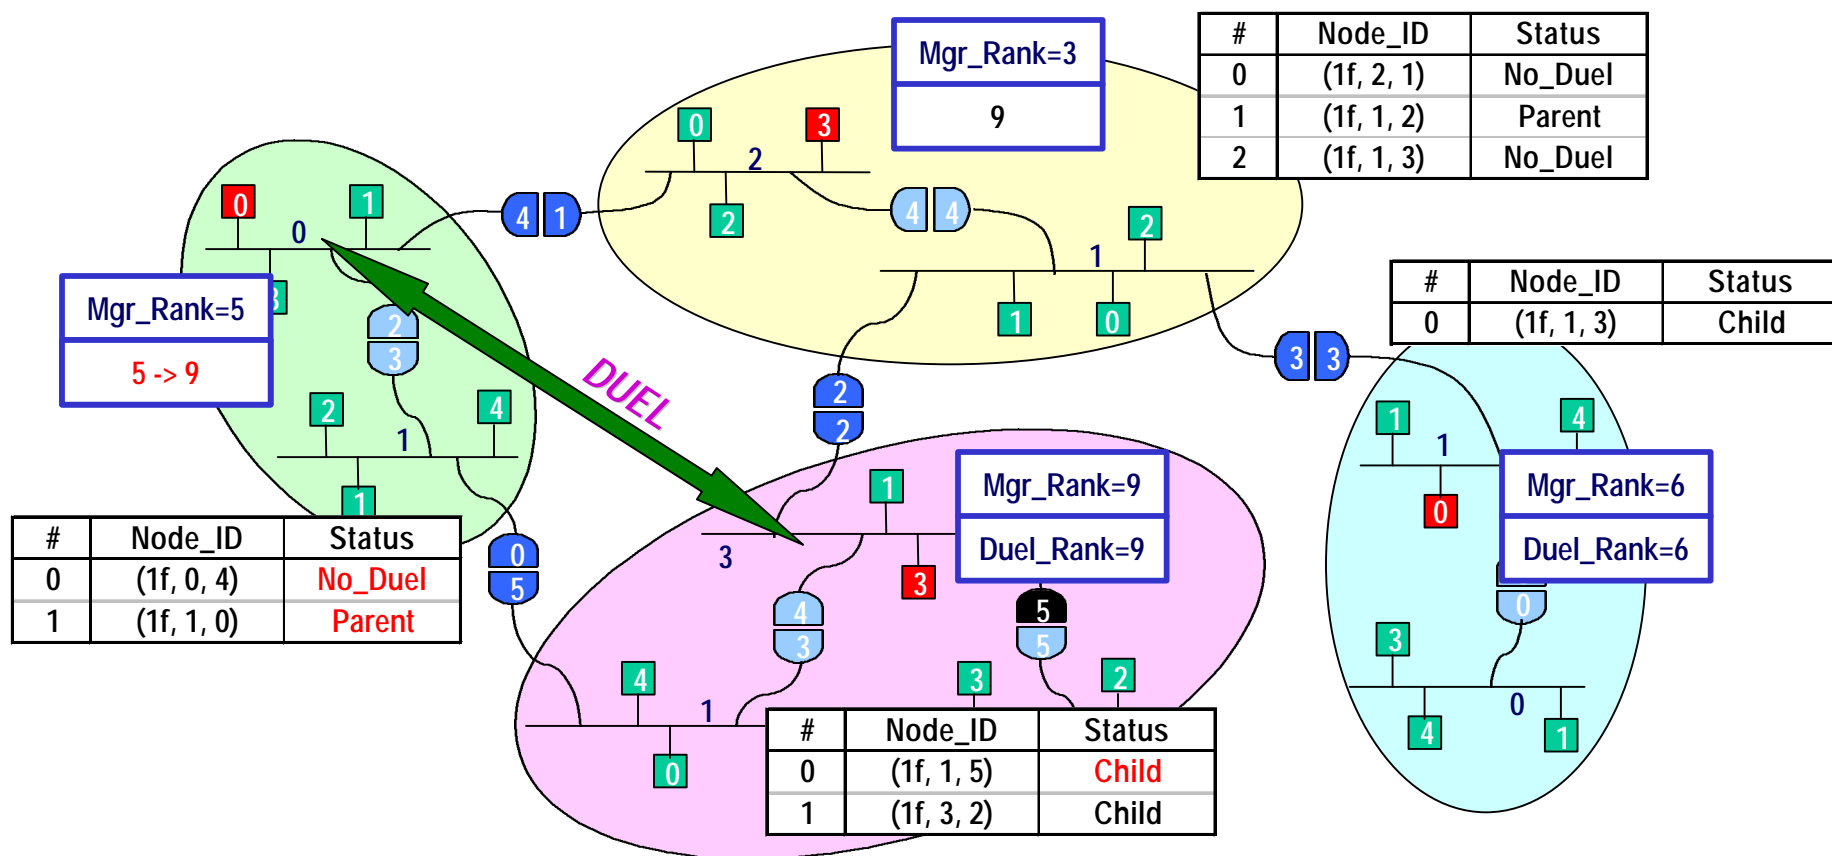 Mgr_Rank=3
9
# Node_ID Status
0 (1f, 2, 1) No_Duel
1 (1f, 1, 2) Parent
2 (1f, 1, 3) No_Duel
0
3
2
2
4 1
4 4
2
1
1
0
0
1
0
3
Mgr_Rank=5
5 -> 9
2
3
2
4
1
1
# Node_ID Status
0 (1f, 0, 4) No_Duel
1 (1f, 1, 0) Parent
0
5
DUEL
2
2
# Node_ID Status
0 (1f, 1, 3) Child
3 3
1
4
1
0
Mgr_Rank=6
Duel_Rank=6
0
3
0
4
1
1
Mgr_Rank=9
Duel_Rank=9
3
3
4
3
5
5
4
1
0
3
2
# Node_ID Status
0 (1f, 1, 5) Child
1 (1f, 3, 2) Child